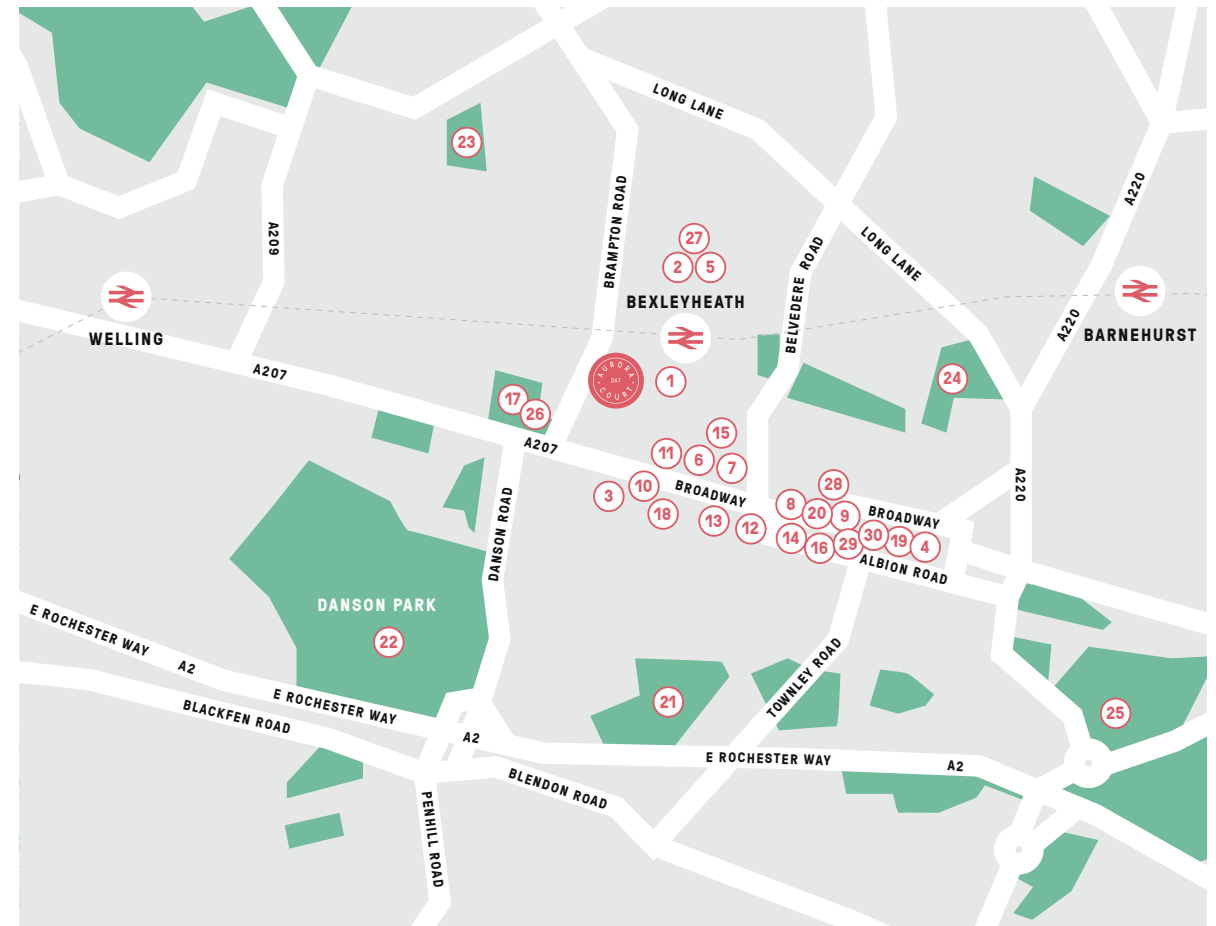 LONG LANE
23
A220
BRAMPTON ROAD
A209
27
2
5
BELVEDERE ROAD
LONG LANE
BEXLEYHEATH
A220
WELLING
BARNEHURST
A207
AURORA
OA7
COURT
1
24
17
26
15
A207
11
6
7
10
3
BROADWAY
28
A220
18
8
20
9
BROADWAY
13
12
14
16
29
30
19
4
ALBION ROAD
DANSON ROAD
DANSON PARK
22
E ROCHESTER WAY
A2
TOWNLEY ROAD
21
E ROCHESTER WAY
25
BLACKFEN ROAD
A2
E ROCHESTER WAY
A2
BLENDON ROAD
PENHILL ROAD